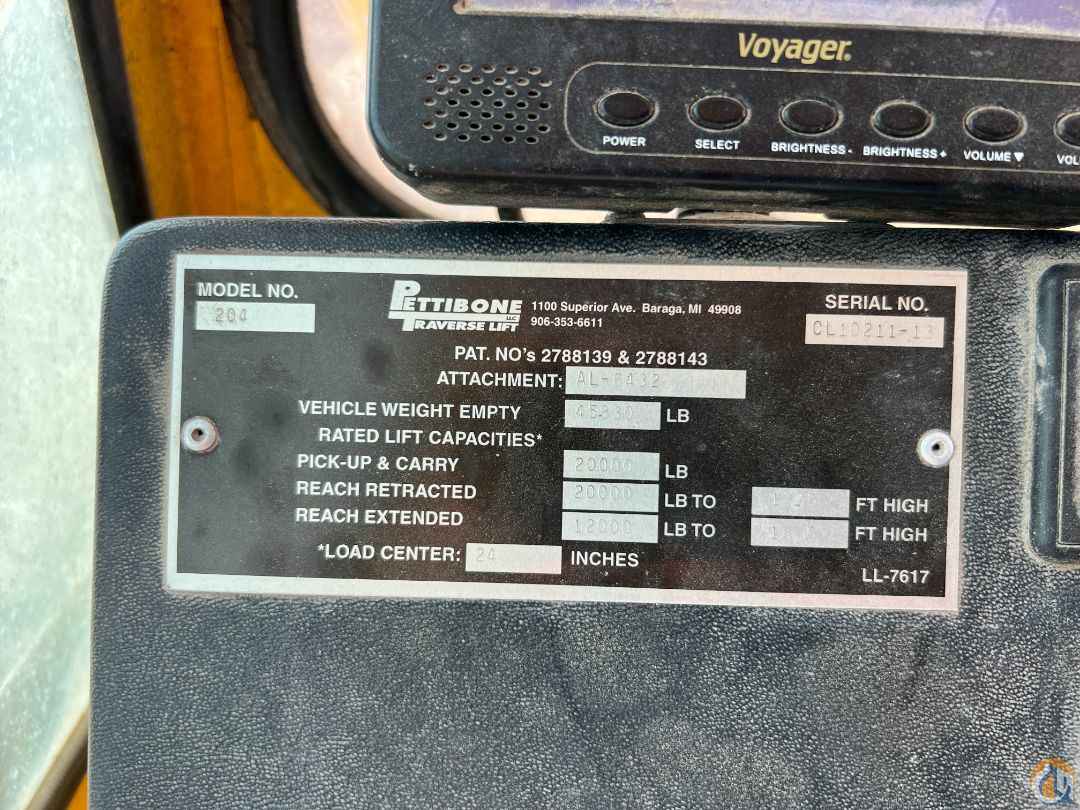 Voyager.
POWER SELECT BRIGHTNESS - BRIGHTNESS + VOLUME ▼
MODEL NO.
204
PETTIBONE LLC
TRAVERSE LIFT
1100 Superior Ave. Baraga, MI 49908
906-353-6611
SERIAL NO.
PAT. NO's 2788139 & 2788143
ATTACHMENT:
VEHICLE WEIGHT EMPTY LB
RATED LIFT CAPACITIES*
PICK-UP & CARRY 20000 LB
REACH RETRACTED 20000 LB TO FT HIGH
REACH EXTENDED 12000 LB TO FT HIGH
*LOAD CENTER: 24 INCHES
LL-7617